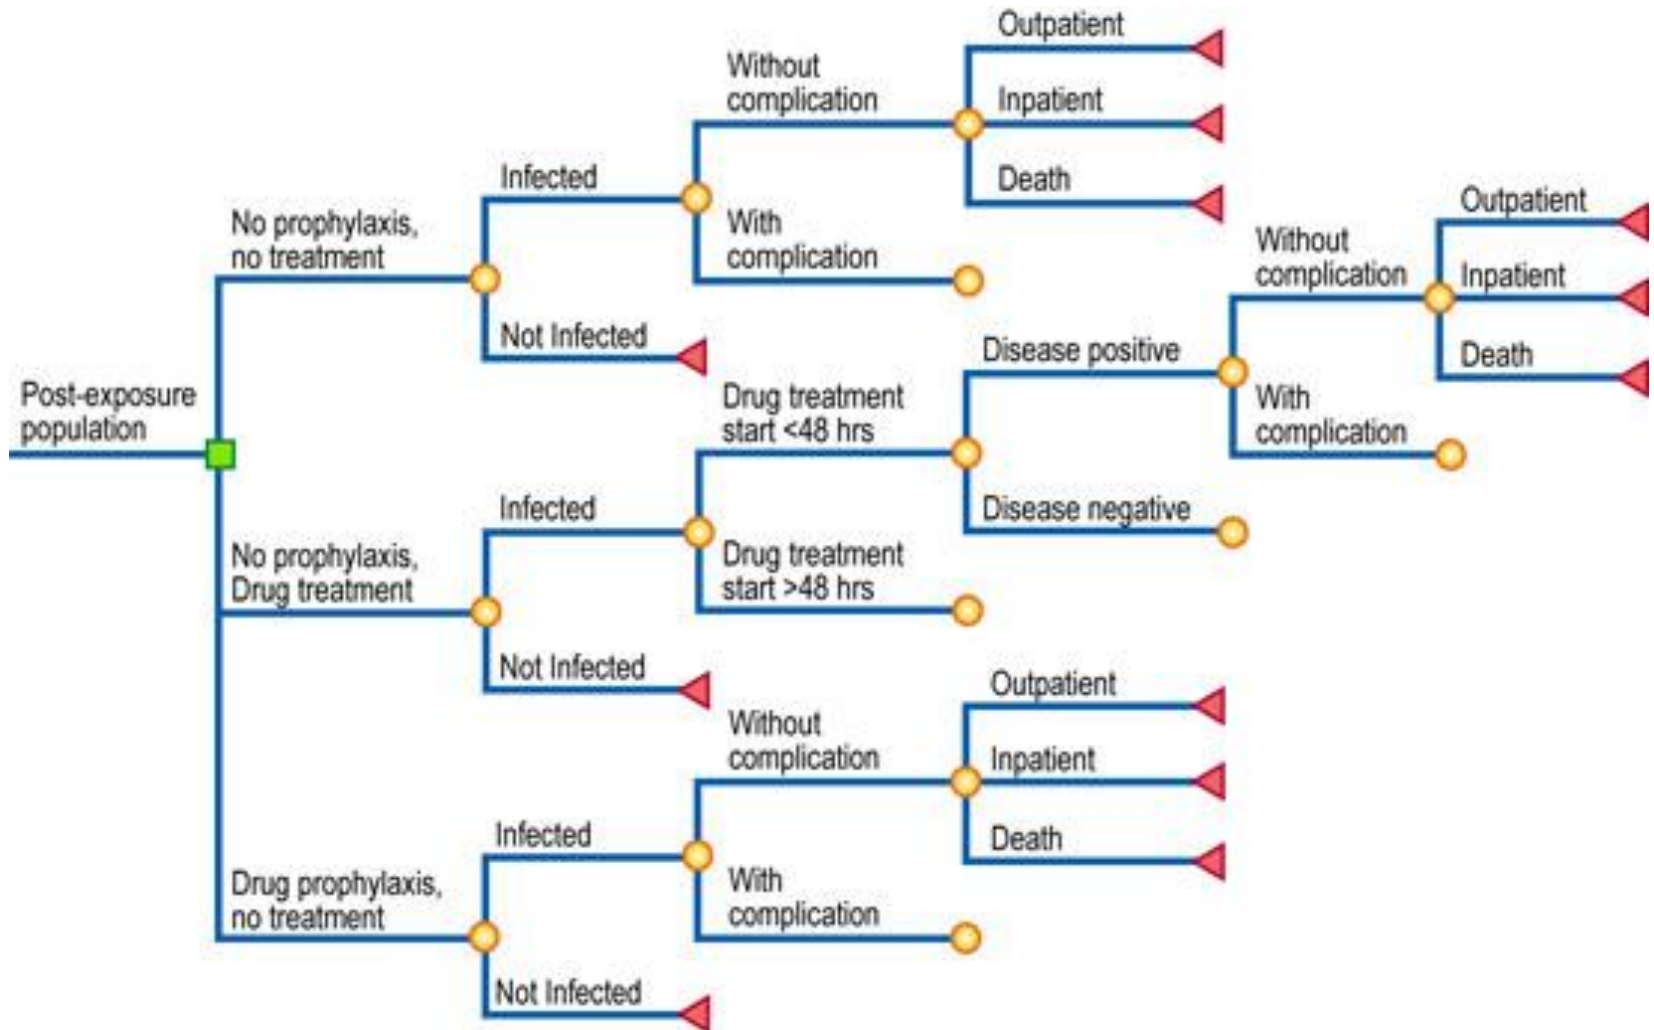 Post-exposure
population
No prophylaxis,
no treatment
Infected
Without
complication
Outpatient
Inpatient
Death
With
complication
Not Infected
No prophylaxis,
Drug treatment
Infected
Drug treatment
start <48 hrs
Disease positive
Without
complication
Outpatient
Inpatient
Death
With
complication
Disease negative
Drug treatment
start >48 hrs
Not Infected
Drug prophylaxis,
no treatment
Infected
Without
complication
Outpatient
Inpatient
Death
With
complication
Not Infected